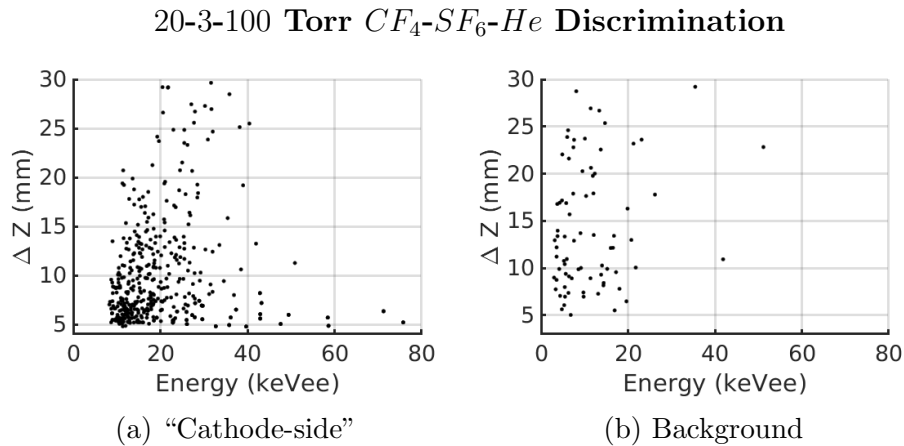 20-3-100 Torr CF4-SF6-He Discrimination
30
25
20
15
10
5
Δ Z (mm)
0 20 40 60 80
Energy (keVee)
(a) “Cathode-side”
30
25
20
15
10
5
Δ Z (mm)
0 20 40 60 80
Energy (keVee)
(b) Background